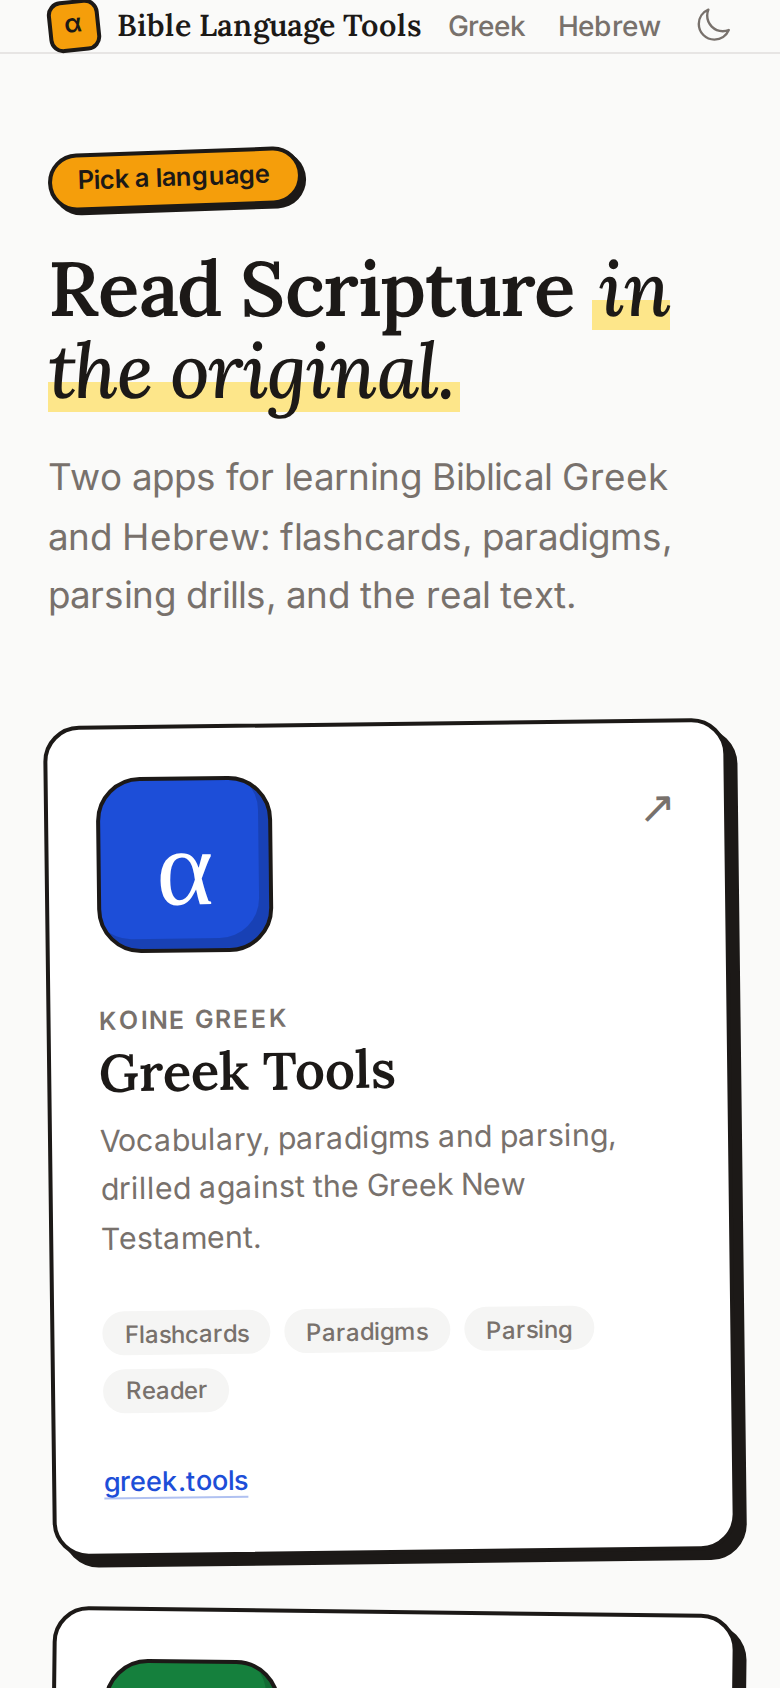 α Bible Language Tools Greek Hebrew
Pick a language
Read Scripture in
the original.
Two apps for learning Biblical Greek
and Hebrew: flashcards, paradigms,
parsing drills, and the real text.
↗
α
KOINE GREEK
Greek Tools
Vocabulary, paradigms and parsing,
drilled against the Greek New
Testament.
Flashcards Paradigms Parsing
Reader
greek.tools